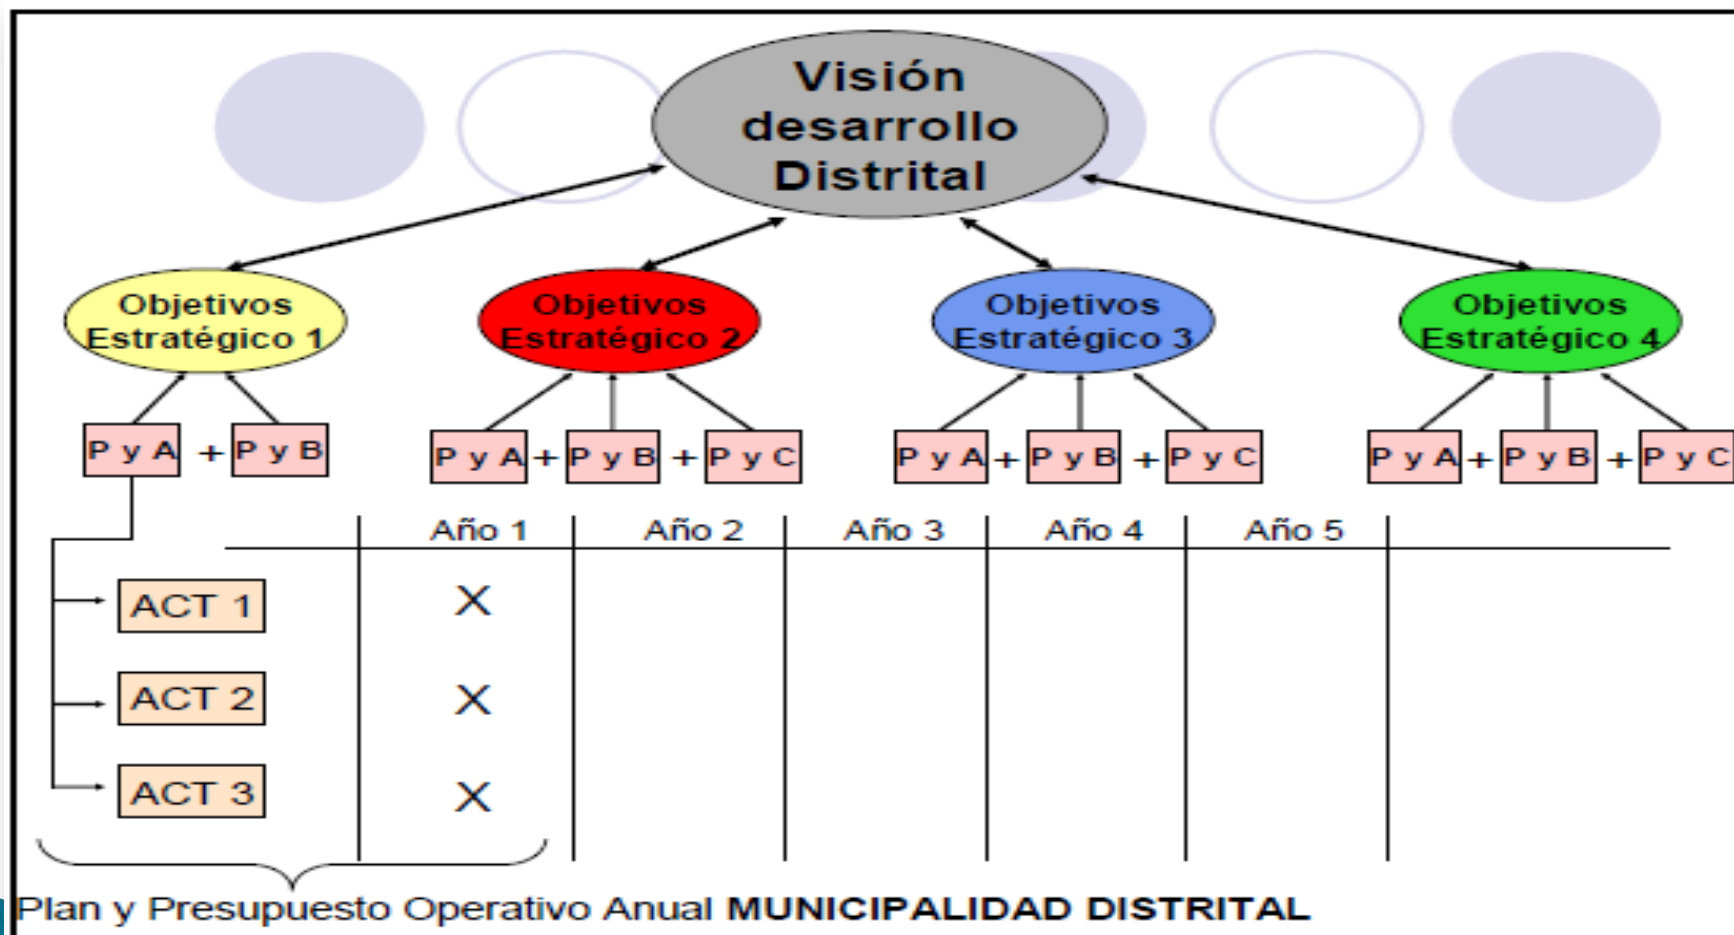 Visión
desarrollo
Distrital
Objetivos
Estratégico 1
Objetivos
Estratégico 2
Objetivos
Estratégico 3
Objetivos
Estratégico 4
P y A + P y B
P y A + P y B + P y C
P y A + P y B + P y C
P y A + P y B + P y C
Año 1 Año 2 Año 3 Año 4 Año 5
ACT 1 X
ACT 2 X
ACT 3 X
Plan y Presupuesto Operativo Anual MUNICIPALIDAD DISTRITAL